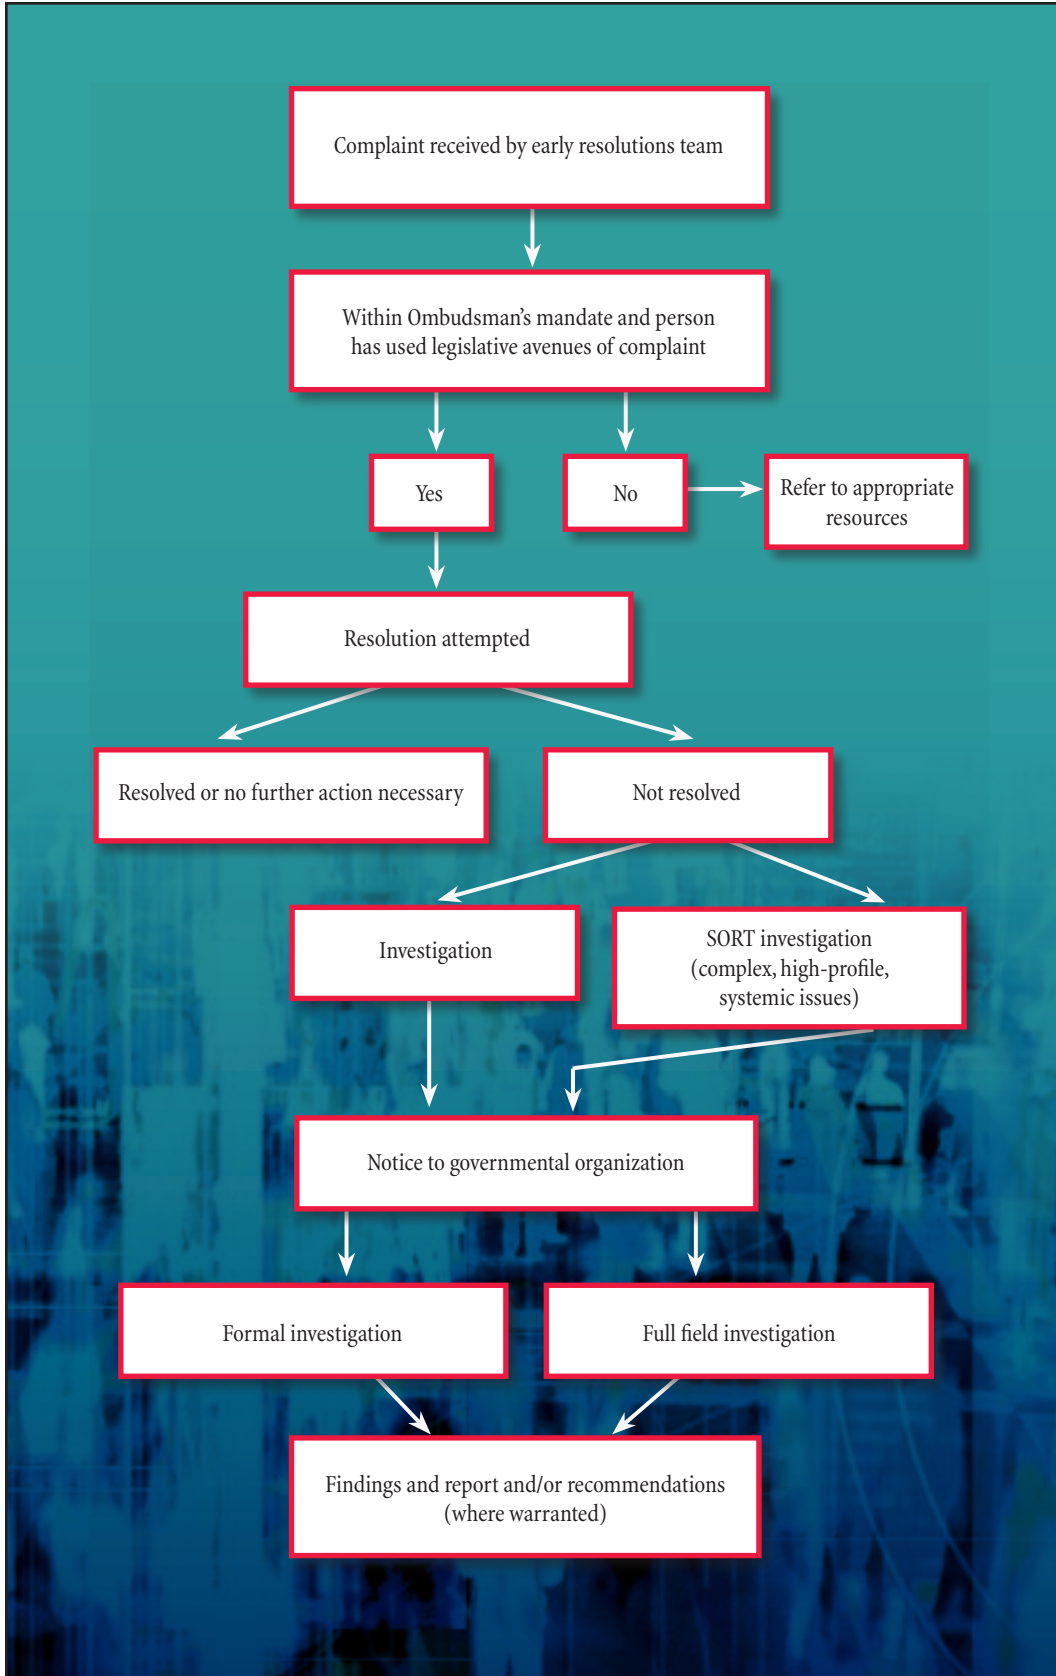 Complaint received by early resolutions team
Within Ombudsman’s mandate and person
has used legislative avenues of complaint
Yes
No
Refer to appropriate
resources
Resolution attempted
Resolved or no further action necessary
Not resolved
Investigation
SORT investigation
(complex, high-profile,
systemic issues)
Notice to governmental organization
Formal investigation
Full field investigation
Findings and report and/or recommendations
(where warranted)